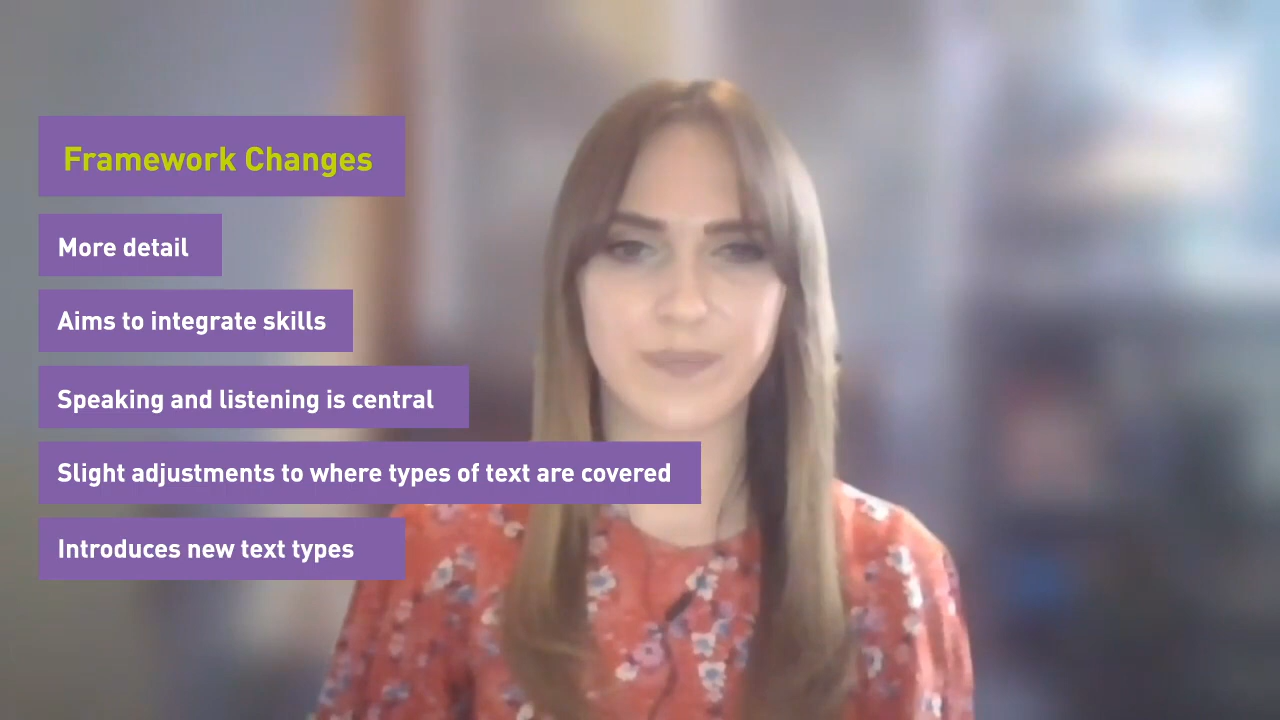 Framework Changes
More detail
Aims to integrate skills
Speaking and listening is central
Slight adjustments to where types of text are covered
Introduces new text types